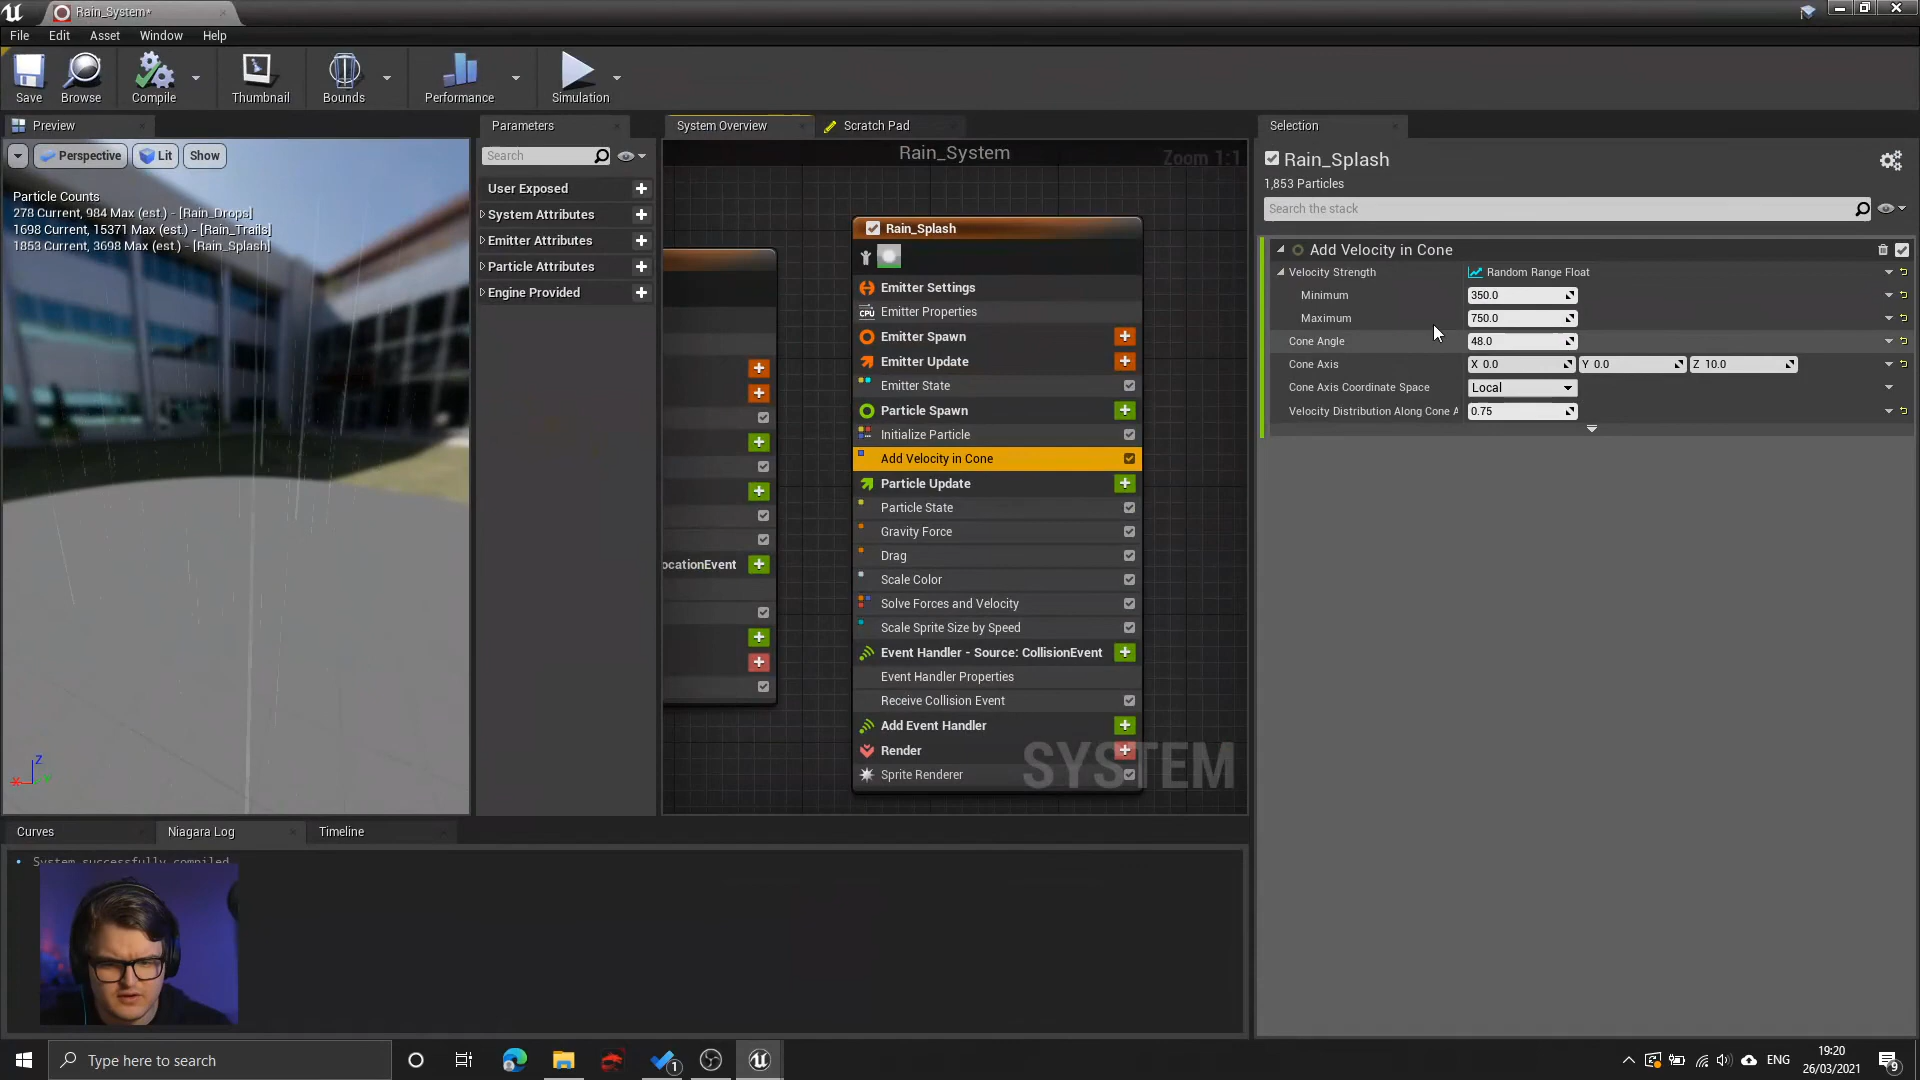 Rain_System*
File Edit Asset Window Help
Save Browse Compile Thumbnail Bounds Performance Simulation
Preview
Perspective Lit Show
Particle Counts
278 Current, 984 Max (est.) - [Rain_Drops]
1698 Current, 15371 Max (est.) - [Rain_Trails]
1853 Current, 3698 Max (est.) - [Rain_Splash]
Z
X Y
Parameters
Search
User Exposed
System Attributes
Emitter Attributes
Particle Attributes
Engine Provided
System Overview Scratch Pad
Rain_System
Zoom 1:1
ocationEvent
Rain_Splash
Emitter Settings
CPU Emitter Properties
Emitter Spawn
Emitter Update
Emitter State
Particle Spawn
Initialize Particle
Add Velocity in Cone
Particle Update
Particle State
Gravity Force
Drag
Scale Color
Solve Forces and Velocity
Scale Sprite Size by Speed
Event Handler - Source: CollisionEvent
Event Handler Properties
Receive Collision Event
Add Event Handler
Render
Sprite Renderer
SYSTEM
Selection
Rain_Splash
1,853 Particles
Search the stack
Add Velocity in Cone
Velocity Strength Random Range Float
Minimum 350.0
Maximum 750.0
Cone Angle 48.0
Cone Axis X 0.0 Y 0.0 Z 10.0
Cone Axis Coordinate Space Local
Velocity Distribution Along Cone A 0.75
Curves Niagara Log Timeline
• System successfully compiled
Type here to search
1
ENG
19:20
26/03/2021
9